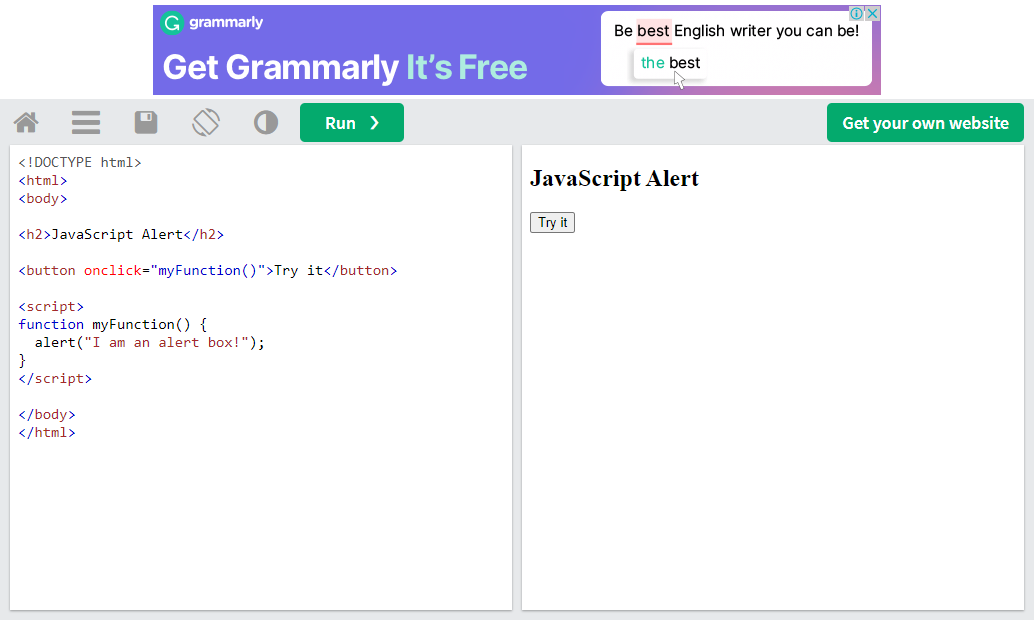 grammarly
Get Grammarly It's Free
Be best English writer you can be!
the best
Run ❯
Get your own website
<!DOCTYPE html>
<html>
<body>
<h2>JavaScript Alert</h2>
<button onclick="myFunction()">Try it</button>
<script>
function myFunction() {
  alert("I am an alert box!");
}
</script>
</body>
</html>
JavaScript Alert
Try it